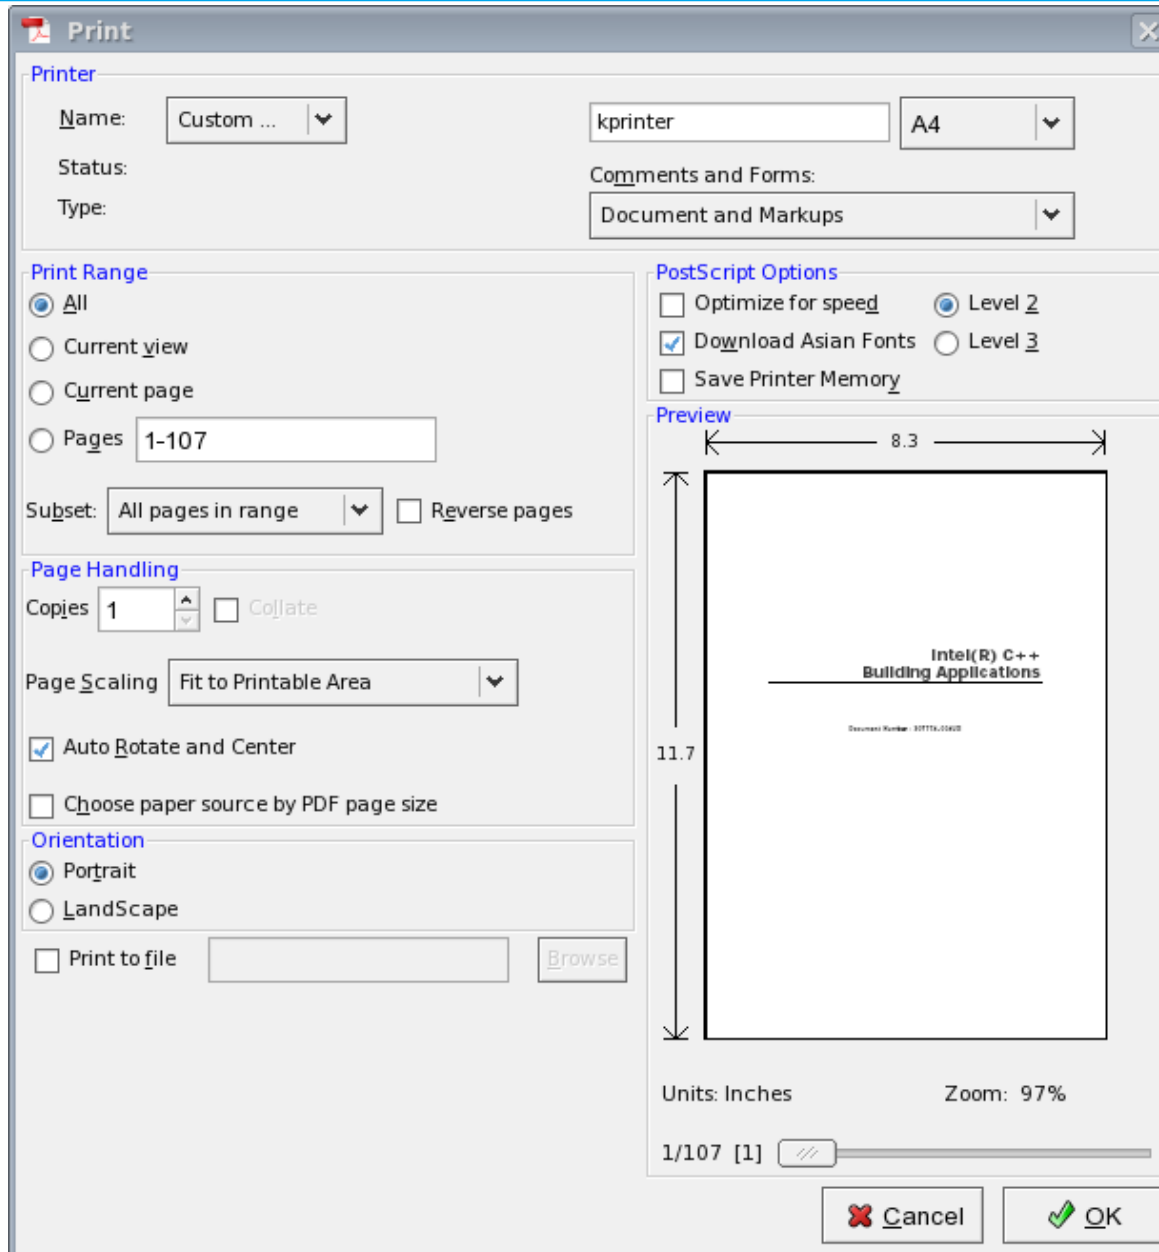 Print
Printer
Name: Custom ... kprinter A4
Status:
Comments and Forms:
Type:
Document and Markups
Print Range
All
Current view
Current page
Pages 1-107
Subset: All pages in range Reverse pages
PostScript Options
Optimize for speed Level 2
Download Asian Fonts Level 3
Save Printer Memory
Page Handling
Copies 1 Collate
Page Scaling Fit to Printable Area
Auto Rotate and Center
Choose paper source by PDF page size
Orientation
Portrait
LandScape
Print to file Browse
Preview
8.3
11.7
Intel(R) C++
Building Applications
Document Number:
Units: Inches Zoom: 97%
1/107 [1]
Cancel OK